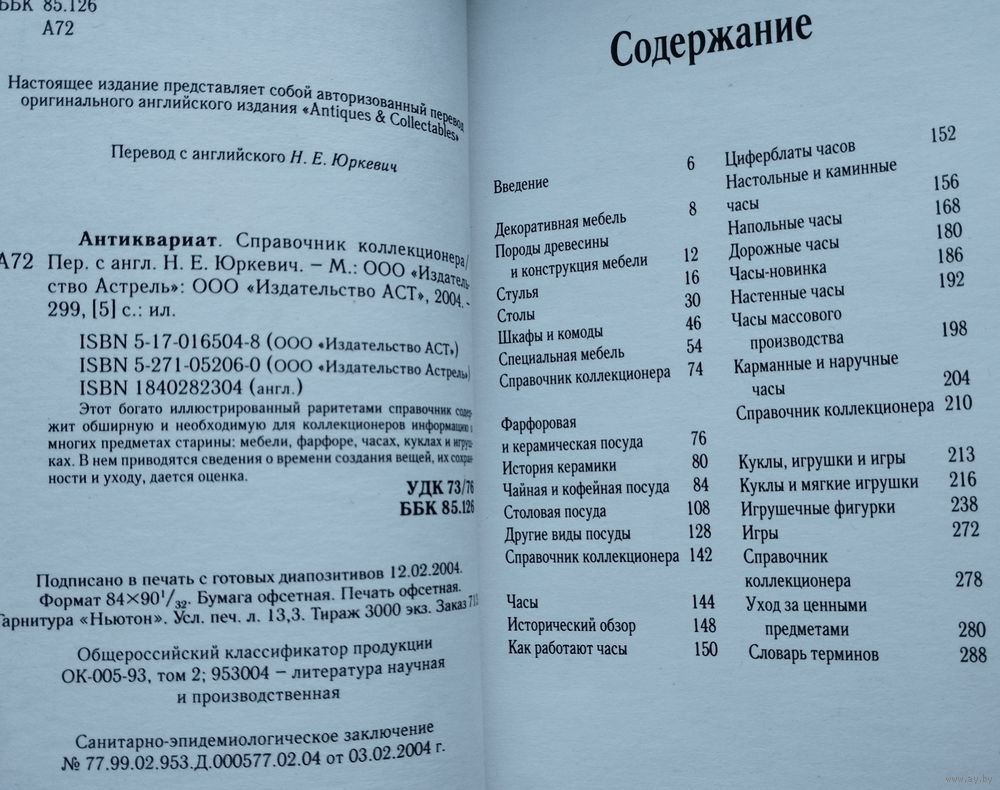 ББК 85.126
А72
Настоящее издание представляет собой авторизованный перевод
оригинального английского издания «Antiques & Collectables»
Перевод с английского Н. Е. Юркевич
Антиквариат. Справочник коллекционера/
А72 Пер. с англ. Н. Е. Юркевич. – М.: ООО «Издатель-
ство Астрель»: ООО «Издательство АСТ», 2004. -
299, [5] с.: ил.
ISBN 5-17-016504-8 (ООО «Издательство АСТ»)
ISBN 5-271-05206-0 (ООО «Издательство Астрель»)
ISBN 1840282304 (англ.)
Этот богато иллюстрированный раритетами справочник содер-
жит обширную и необходимую для коллекционеров информацию о
многих предметах старины: мебели, фарфоре, часах, куклах и игруш-
ках. В нем приводятся сведения о времени создания вещей, их сохран-
ности и уходу, дается оценка.
УДК 73/76
ББК 85.126
Подписано в печать с готовых диапозитивов 12.02.2004.
Формат 84×90 1/32. Бумага офсетная. Печать офсетная.
Гарнитура «Ньютон». Усл. печ. л. 13,3. Тираж 3000 экз. Заказ
Общероссийский классификатор продукции
ОК-005-93, том 2; 953004 – литература научная
и производственная
Санитарно-эпидемиологическое заключение
№ 77.99.02.953.Д.000577.02.04 от 03.02.2004 г.
Содержание
Введение 6
Декоративная мебель 8
Породы древесины
и конструкция мебели 12
Стулья 16
Столы 30
Шкафы и комоды 46
Специальная мебель 54
Справочник коллекционера 74
Фарфоровая
и керамическая посуда 76
История керамики 80
Чайная и кофейная посуда 84
Столовая посуда 108
Другие виды посуды 128
Справочник коллекционера 142
Часы 144
Исторический обзор 148
Как работают часы 150
Циферблаты часов 152
Настольные и каминные
часы 156
Напольные часы 168
Дорожные часы 180
Часы-новинка 186
Настенные часы 192
Часы массового
производства 198
Карманные и наручные
часы 204
Справочник коллекционера 210
Куклы, игрушки и игры 213
Куклы и мягкие игрушки 216
Игрушечные фигурки 238
Игры 272
Справочник
коллекционера 278
Уход за ценными
предметами 280
Словарь терминов 288
www.ay.by